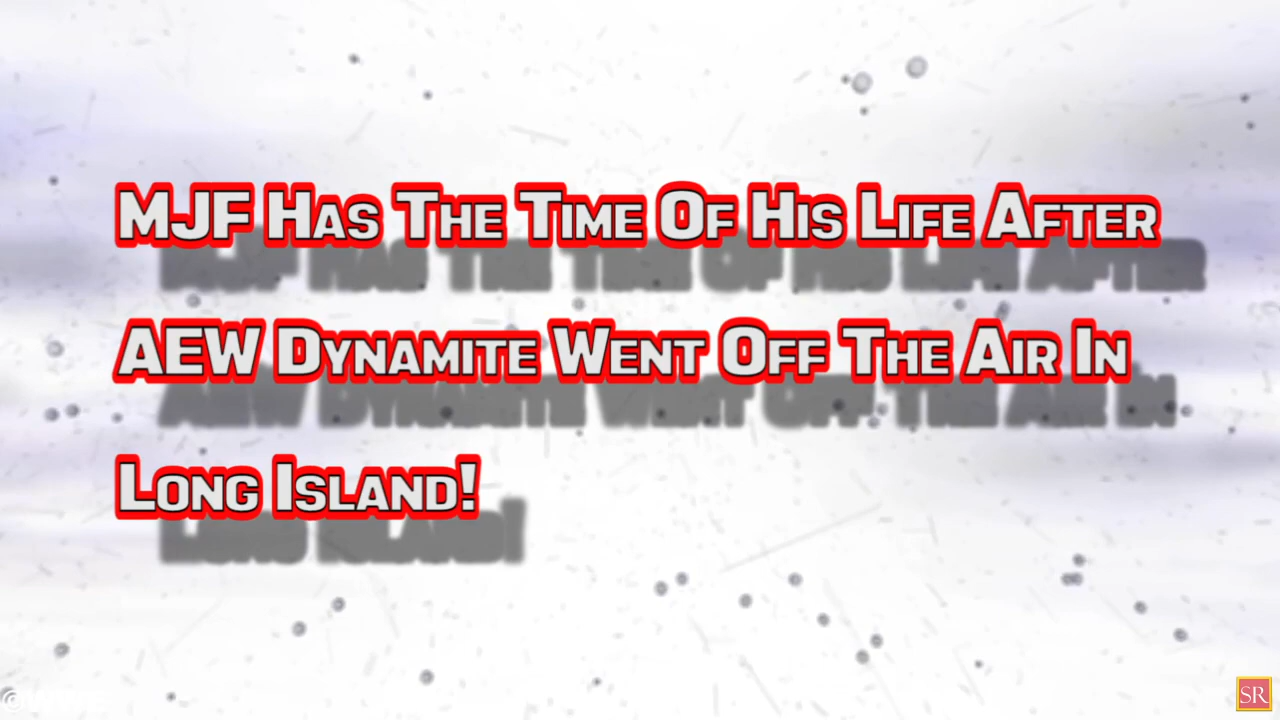 MJF Has The Time Of His Life After
AEW Dynamite Went Off The Air In
Long Island!
SR